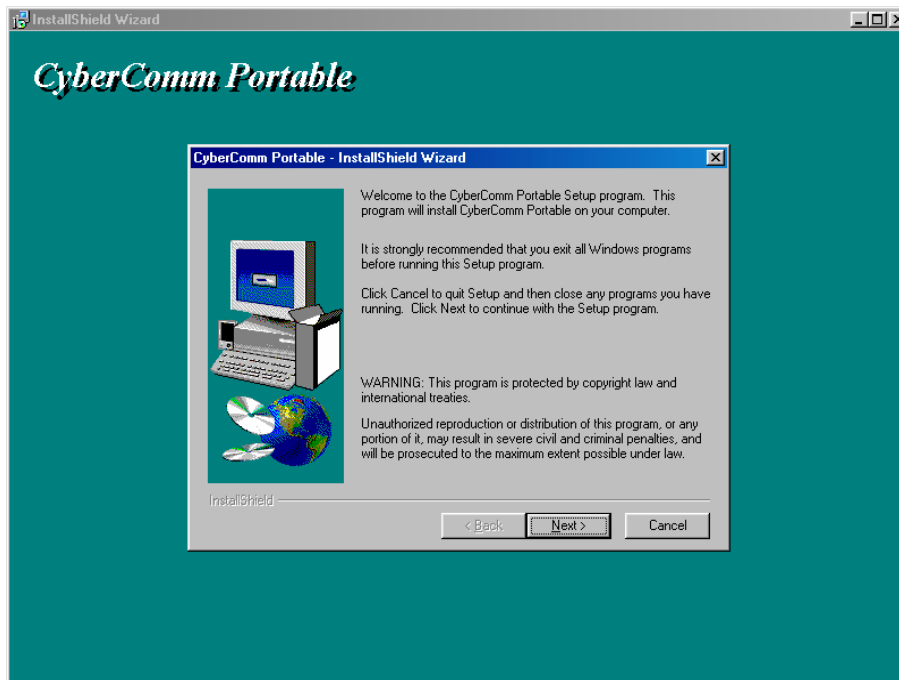 InstallShield Wizard
CyberComm Portable
CyberComm Portable - InstallShield Wizard
Welcome to the CyberComm Portable Setup program.  This
program will install CyberComm Portable on your computer.
It is strongly recommended that you exit all Windows programs
before running this Setup program.
Click Cancel to quit Setup and then close any programs you have
running.  Click Next to continue with the Setup program.
WARNING: This program is protected by copyright law and
international treaties.
Unauthorized reproduction or distribution of this program, or any
portion of it, may result in severe civil and criminal penalties, and
will be prosecuted to the maximum extent possible under law.
InstallShield
< Back
Next >
Cancel